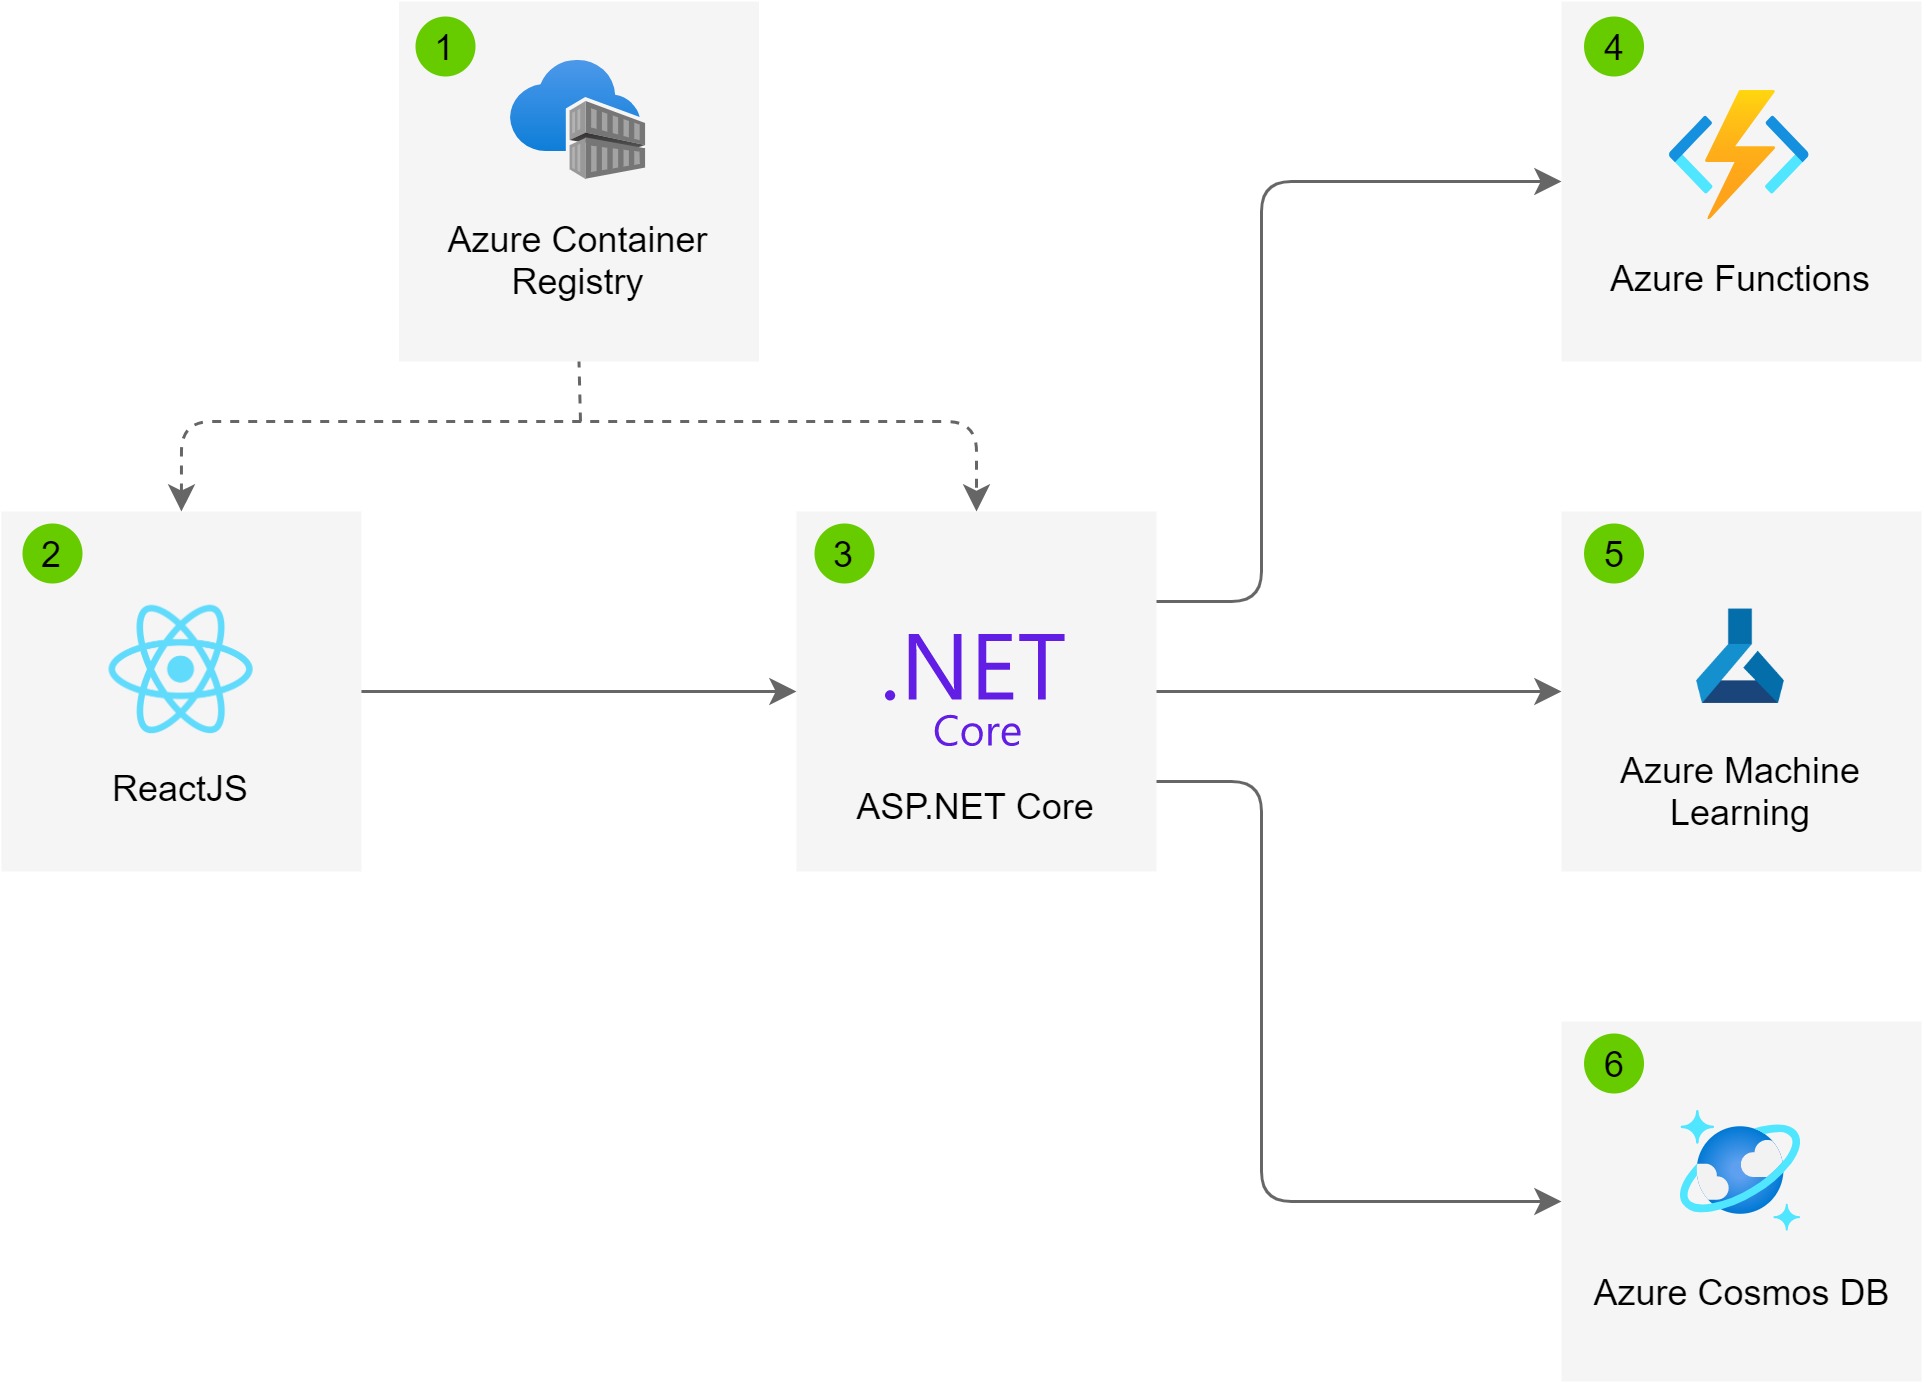 1
Azure Container
Registry
2
ReactJS
3
.NET
Core
ASP.NET Core
4
Azure Functions
5
Azure Machine
Learning
6
Azure Cosmos DB